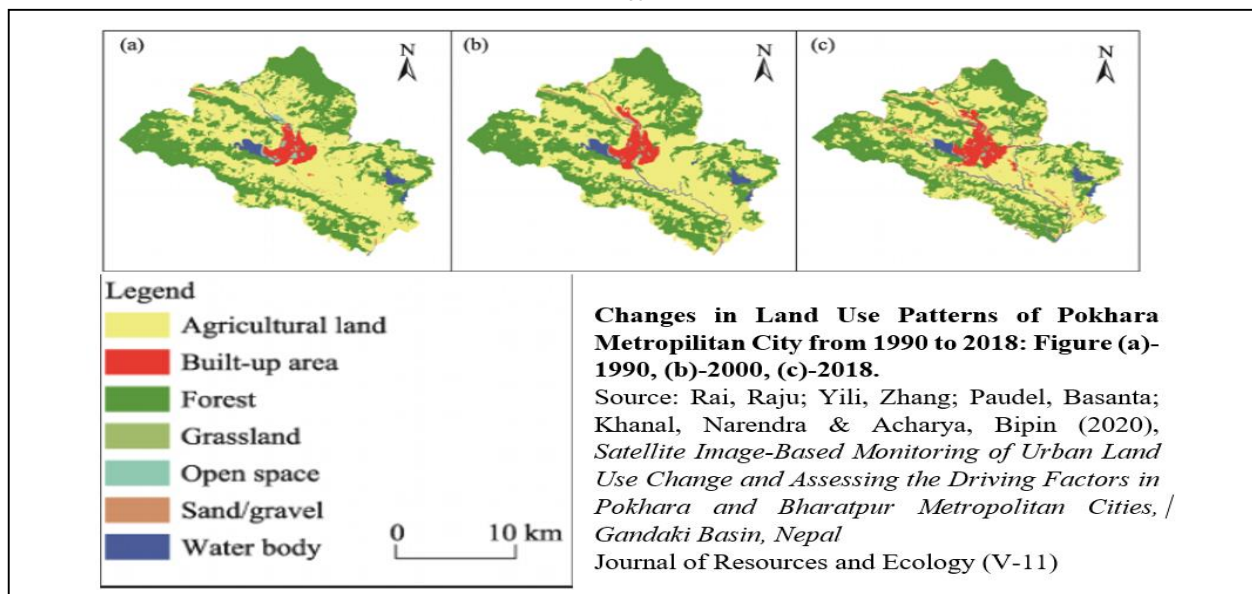 (a)
N
(b)
N
(c)
N
Legend
Agricultural land
Built-up area
Forest
Grassland
Open space
Sand/gravel
Water body
0 10 km
Changes in Land Use Patterns of Pokhara
Metropilitan City from 1990 to 2018: Figure (a)-
1990, (b)-2000, (c)-2018.
Source: Rai, Raju; Yili, Zhang; Paudel, Basanta;
Khanal, Narendra & Acharya, Bipin (2020),
Satellite Image-Based Monitoring of Urban Land
Use Change and Assessing the Driving Factors in
Pokhara and Bharatpur Metropolitan Cities, /
Gandaki Basin, Nepal
Journal of Resources and Ecology (V-11)